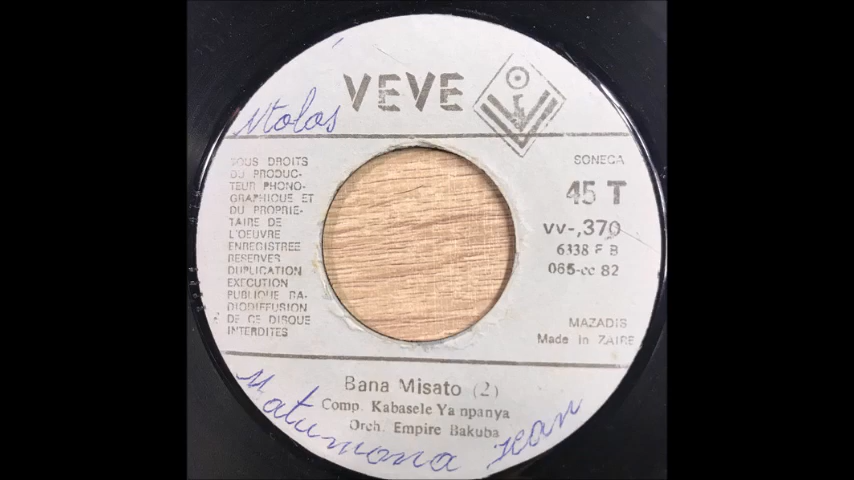 VEVE
Ntolos
TOUS DROITS
DU PRODUC-
TEUR PHONO-
GRAPHIQUE ET
DU PROPRIE-
TAIRE DE
L'OEUVRE
ENREGISTREE
RESERVES
DUPLICATION
EXECUTION
PUBLIQUE RA-
DIODIFFUSION
DE CE DISQUE
INTERDITES
SONECA
45 T
vv-,370
6338 F B
065-cc 82
MAZADIS
Made in ZAIRE
Bana Misato (2)
Comp. Kabasele Ya npanya
Orch. Empire Bakuba
Matumona Jean